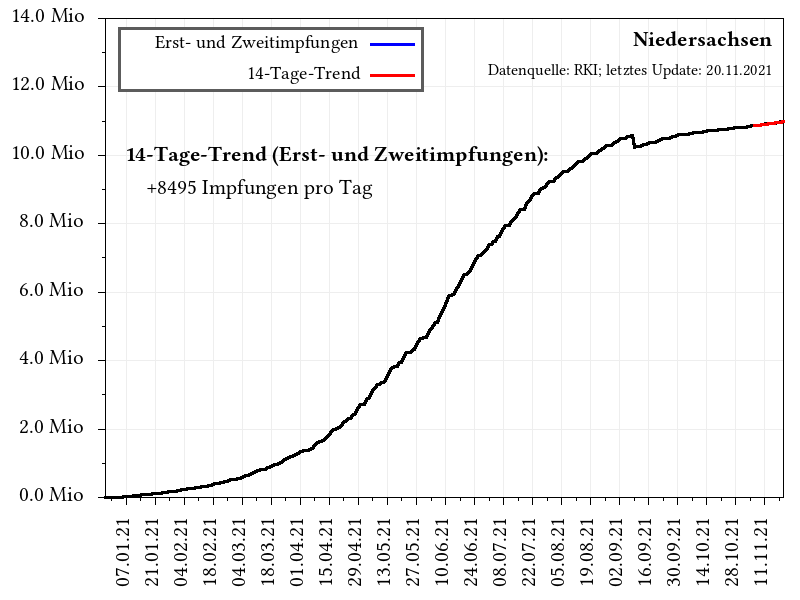 14.0 Mio
12.0 Mio
10.0 Mio
8.0 Mio
6.0 Mio
4.0 Mio
2.0 Mio
0.0 Mio
Erst- und Zweitimpfungen
14-Tage-Trend
Niedersachsen
Datenquelle: RKI; letztes Update: 20.11.2021
14-Tage-Trend (Erst- und Zweitimpfungen):
+8495 Impfungen pro Tag
07.01.21
21.01.21
04.02.21
18.02.21
04.03.21
18.03.21
01.04.21
15.04.21
29.04.21
13.05.21
27.05.21
10.06.21
24.06.21
08.07.21
22.07.21
05.08.21
19.08.21
02.09.21
16.09.21
30.09.21
14.10.21
28.10.21
11.11.21